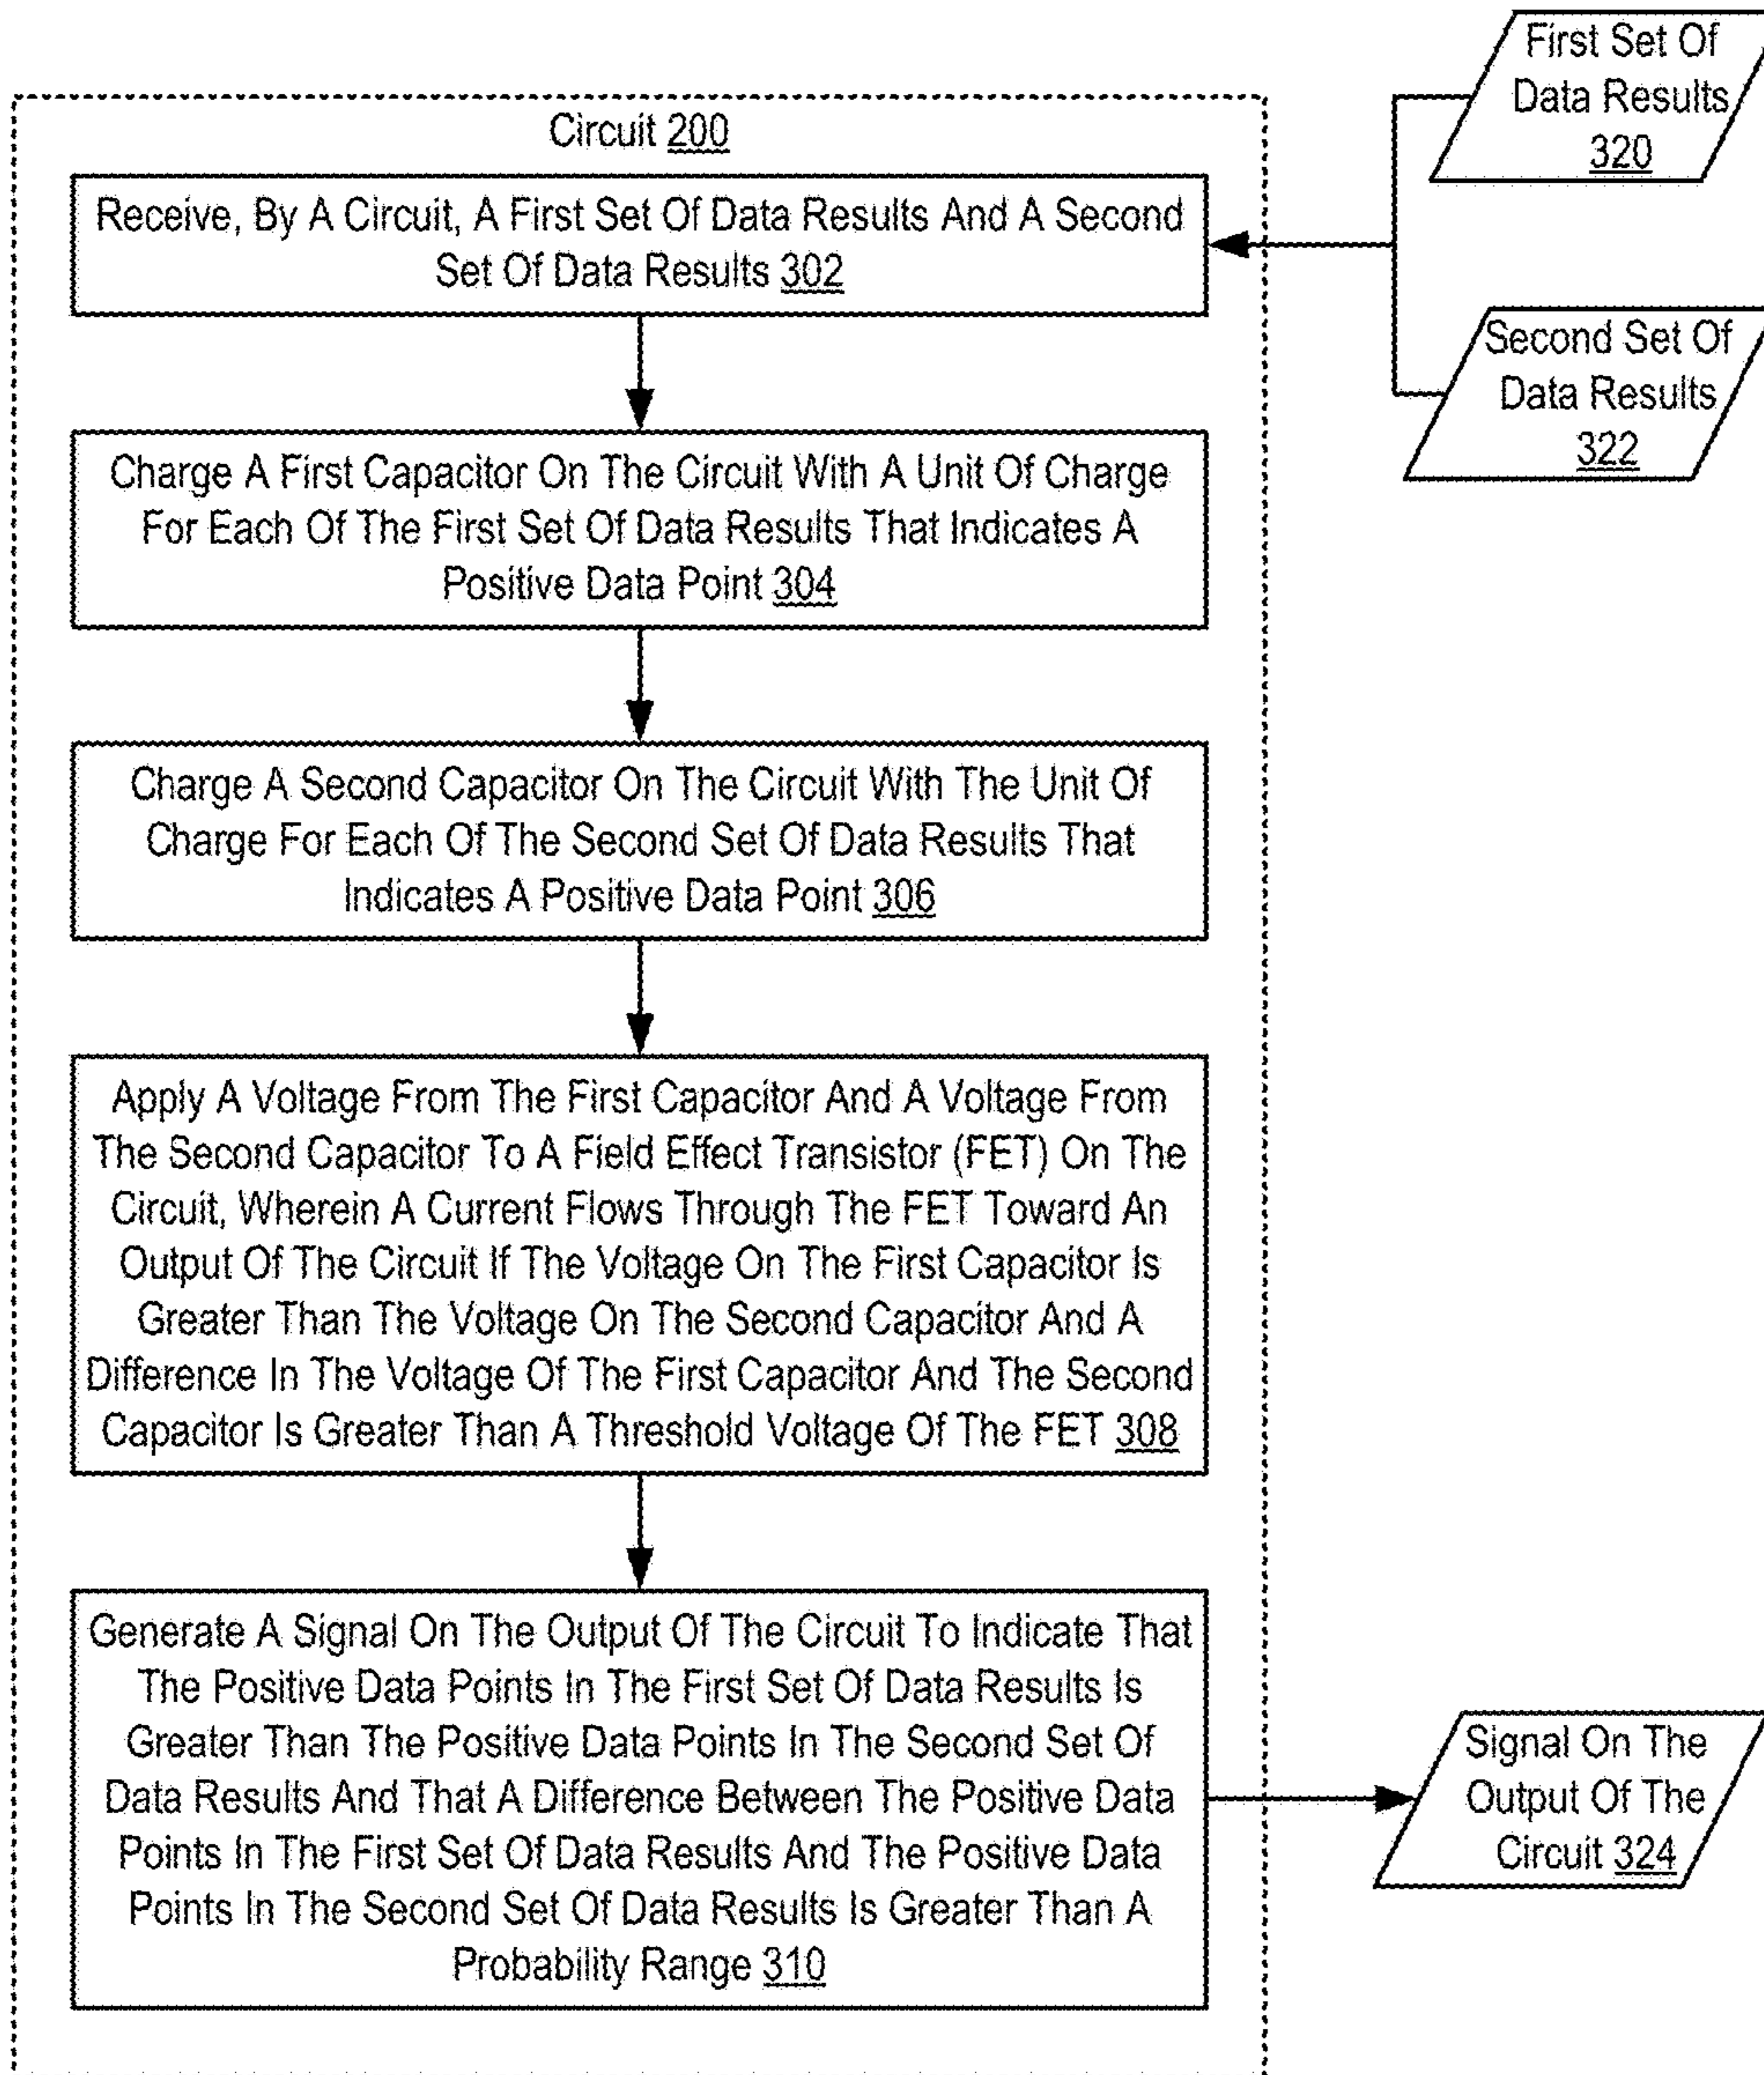 First Set Of
Data Results
320
Circuit 200
Receive, By A Circuit, A First Set Of Data Results And A Second
Set Of Data Results 302
Second Set Of
Data Results
322
Charge A First Capacitor On The Circuit With A Unit Of Charge
For Each Of The First Set Of Data Results That Indicates A
Positive Data Point 304
Charge A Second Capacitor On The Circuit With The Unit Of
Charge For Each Of The Second Set Of Data Results That
Indicates A Positive Data Point 306
Apply A Voltage From The First Capacitor And A Voltage From
The Second Capacitor To A Field Effect Transistor (FET) On The
Circuit, Wherein A Current Flows Through The FET Toward An
Output Of The Circuit If The Voltage On The First Capacitor Is
Greater Than The Voltage On The Second Capacitor And A
Difference In The Voltage Of The First Capacitor And The Second
Capacitor Is Greater Than A Threshold Voltage Of The FET 308
Generate A Signal On The Output Of The Circuit To Indicate That
The Positive Data Points In The First Set Of Data Results Is
Greater Than The Positive Data Points In The Second Set Of
Data Results And That A Difference Between The Positive Data
Points In The First Set Of Data Results And The Positive Data
Points In The Second Set Of Data Results Is Greater Than A
Probability Range 310
Signal On The
Output Of The
Circuit 324